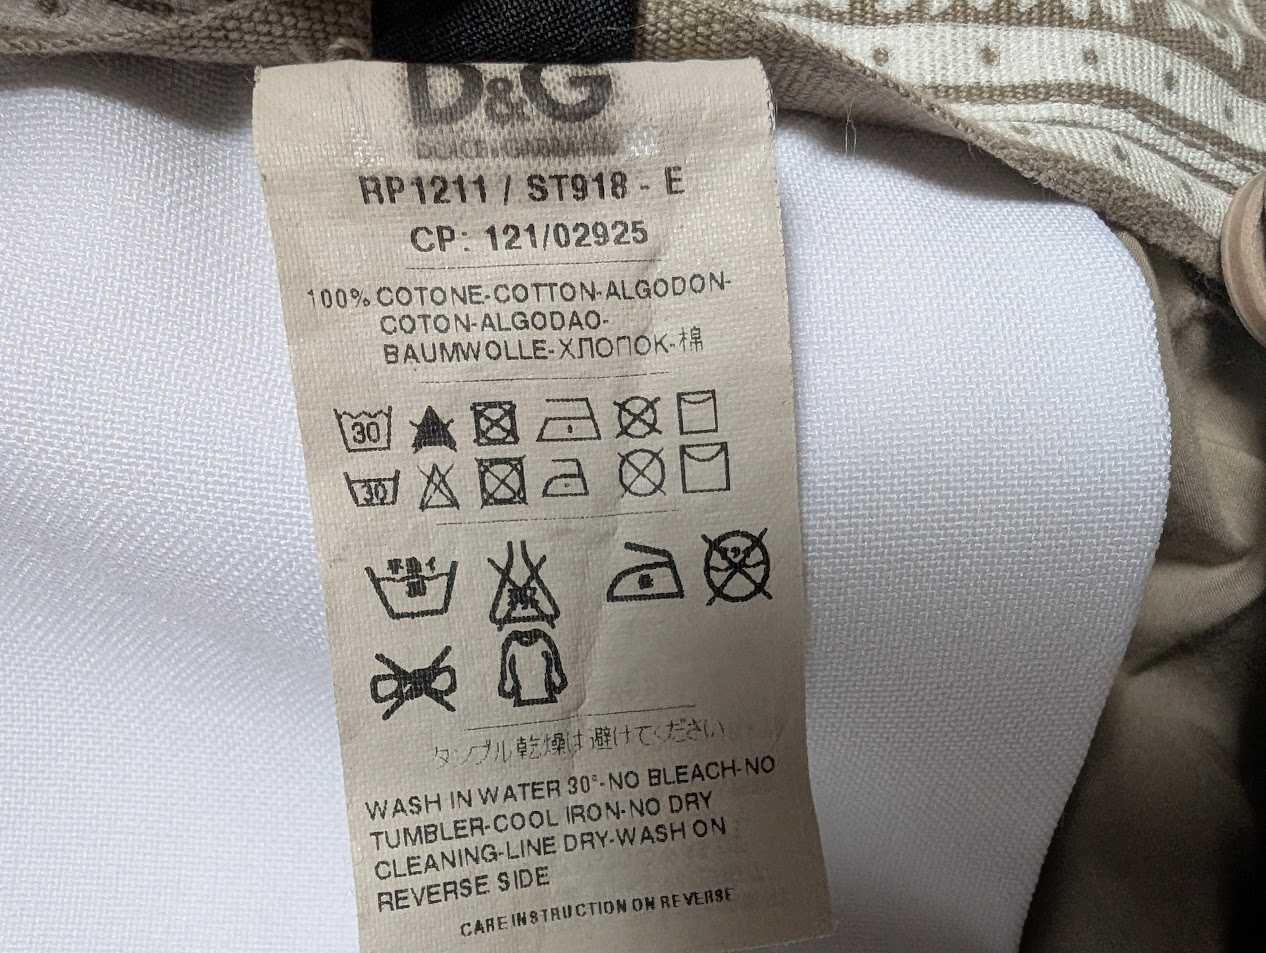 D&G
RP1211 / ST918 - E
CP: 121/02925
100% COTONE-COTTON-ALGODON-
COTON-ALGODAO-
BAUMWOLLE-ХЛОПОК-棉
30
30
タンブル乾燥は避けてください
WASH IN WATER 30°-NO BLEACH-NO
TUMBLER-COOL IRON-NO DRY
CLEANING-LINE DRY-WASH ON
REVERSE SIDE
CARE INSTRUCTION ON REVERSE